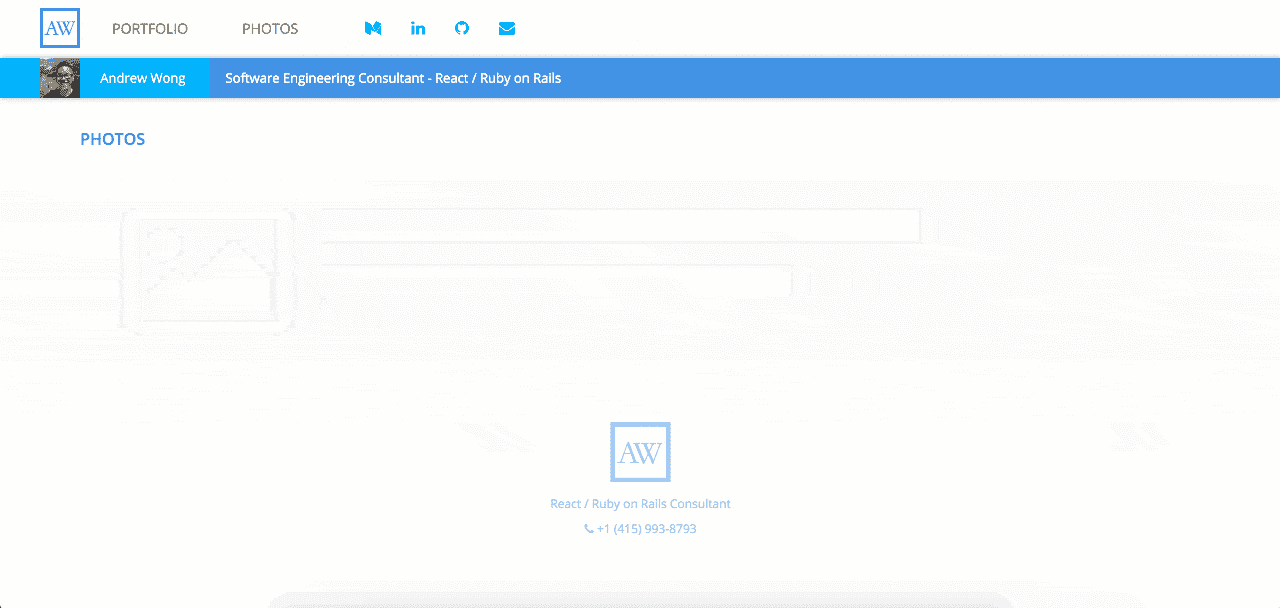 AW PORTFOLIO PHOTOS
Andrew Wong Software Engineering Consultant - React / Ruby on Rails
PHOTOS
AW
React / Ruby on Rails Consultant
+1 (415) 993-8793